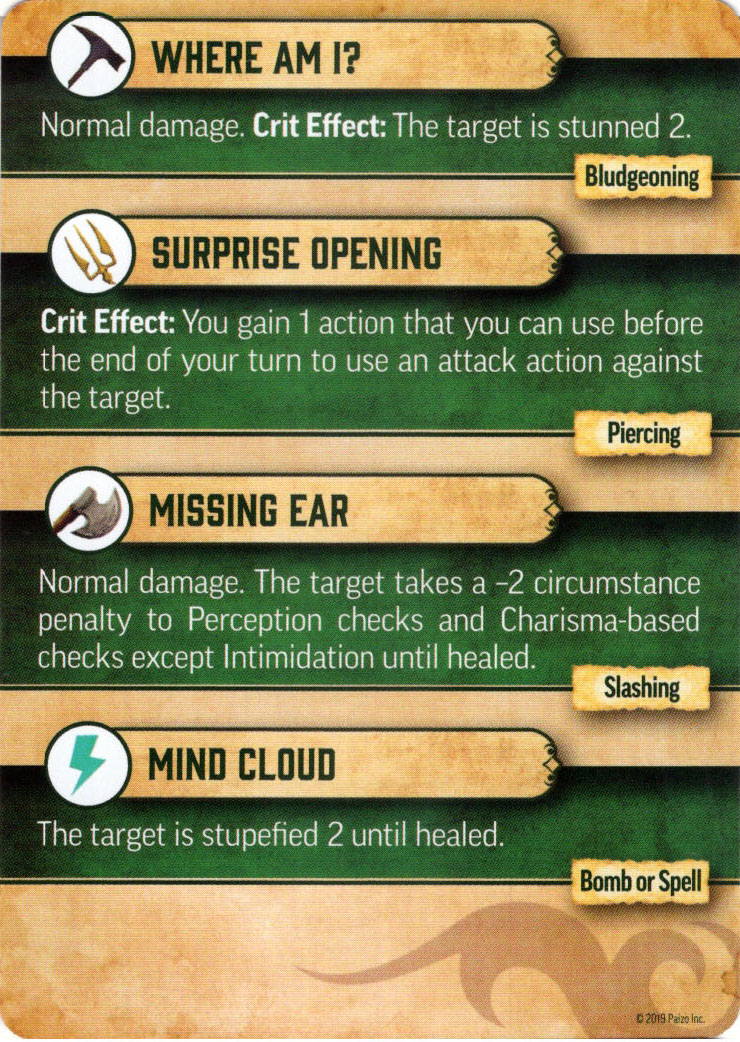 WHERE AM I?
Normal damage. Crit Effect: The target is stunned 2.
Bludgeoning
SURPRISE OPENING
Crit Effect: You gain 1 action that you can use before
the end of your turn to use an attack action against
the target.
Piercing
MISSING EAR
Normal damage. The target takes a –2 circumstance
penalty to Perception checks and Charisma-based
checks except Intimidation until healed.
Slashing
MIND CLOUD
The target is stupefied 2 until healed.
Bomb or Spell
© 2019 Paizo Inc.